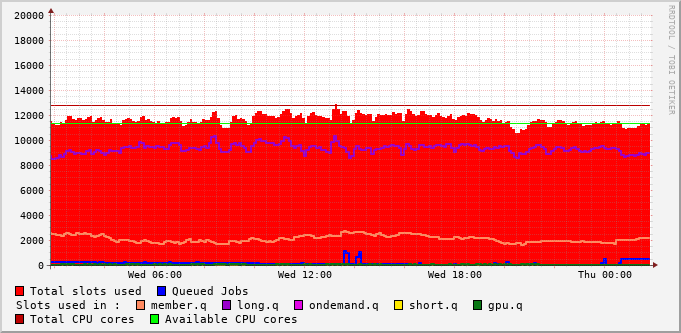 20000
18000
16000
14000
12000
10000
8000
6000
4000
2000
0
Wed 06:00 Wed 12:00 Wed 18:00 Thu 00:00
Total slots used Queued Jobs
Slots used in : member.q long.q ondemand.q short.q gpu.q
Total CPU cores Available CPU cores
RRDTOOL / TOBI OETIKER